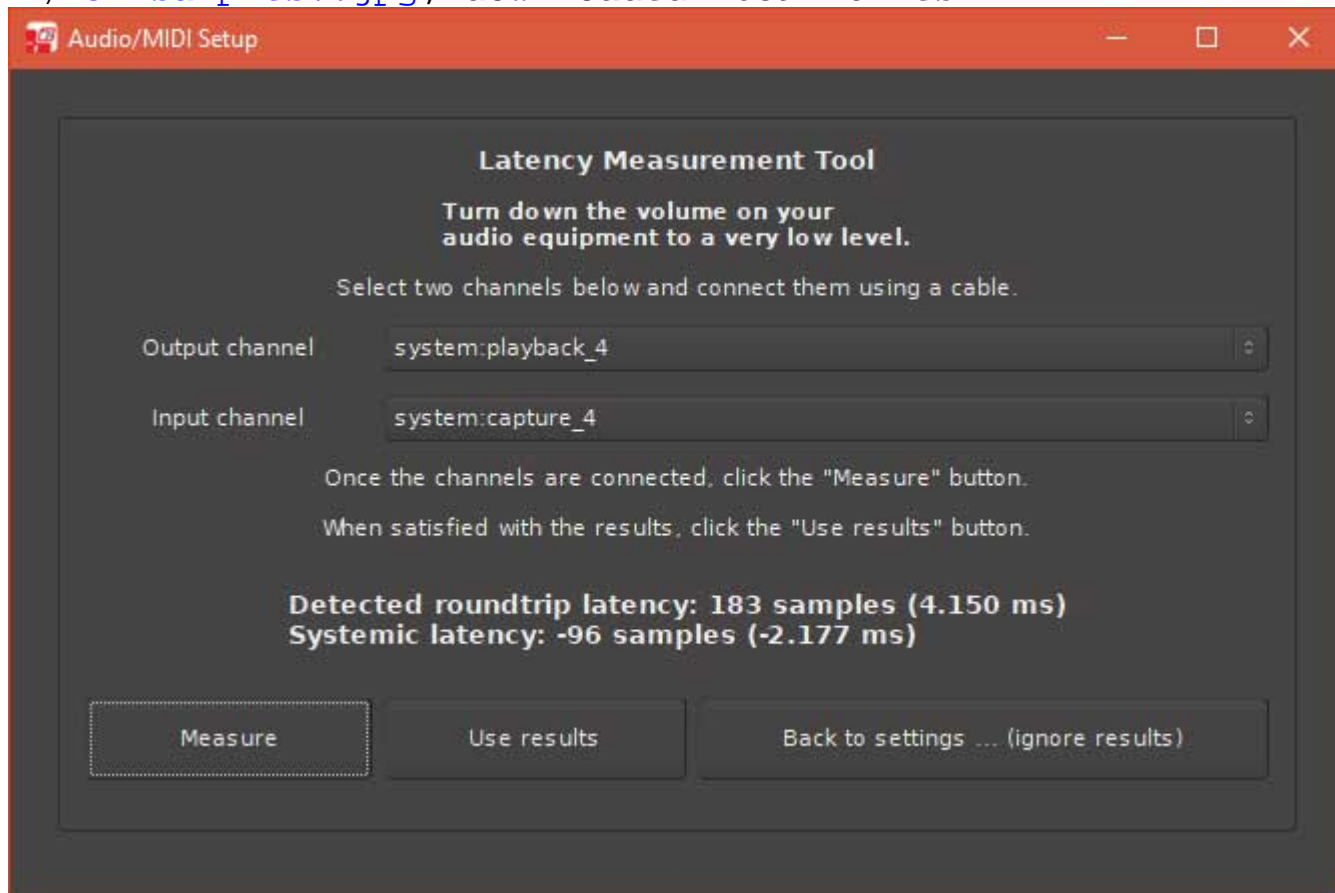 Audio/MIDI Setup
Latency Measurement Tool
Turn down the volume on your
audio equipment to a very low level.
Select two channels below and connect them using a cable.
Output channel system:playback_4
Input channel system:capture_4
Once the channels are connected, click the "Measure" button.
When satisfied with the results, click the "Use results" button.
Detected roundtrip latency: 183 samples (4.150 ms)
Systemic latency: -96 samples (-2.177 ms)
Measure Use results Back to settings ... (ignore results)